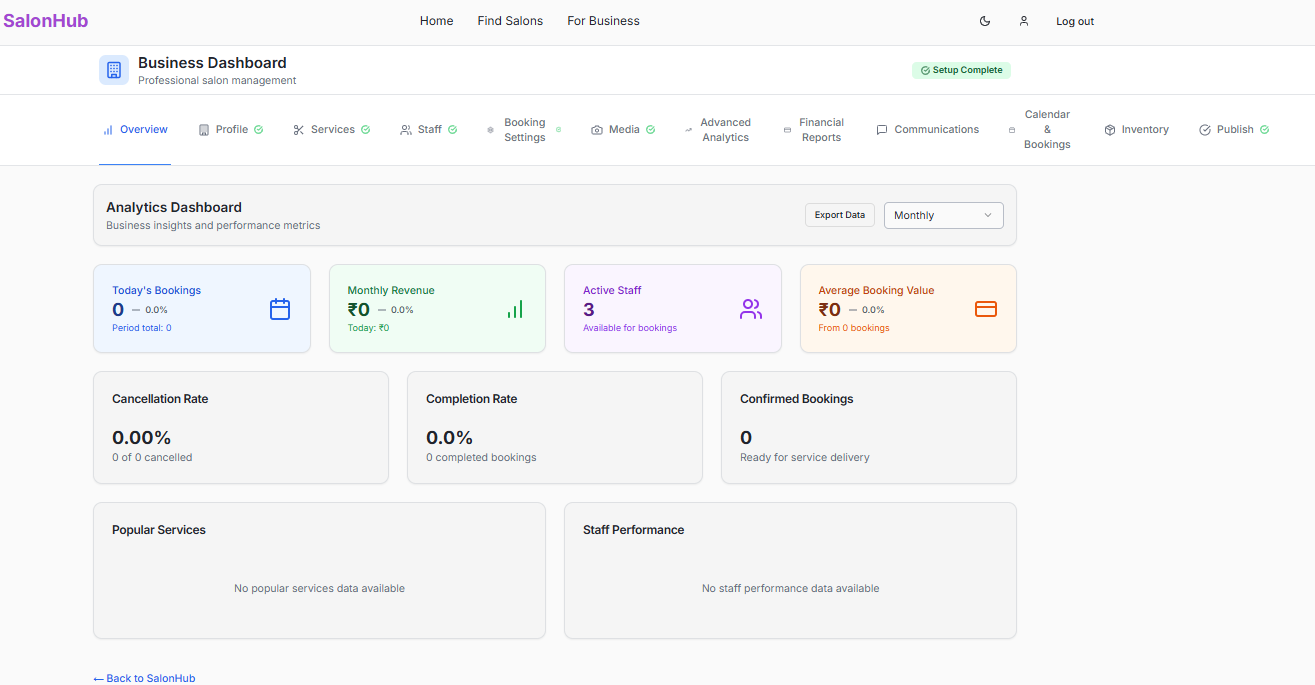 SalonHub
Home Find Salons For Business
Log out
Business Dashboard
Professional salon management
Setup Complete
Overview
Profile
Services
Staff
Booking
Settings
Media
Advanced
Analytics
Financial
Reports
Communications
Calendar
&
Bookings
Inventory
Publish
Analytics Dashboard
Business insights and performance metrics
Export Data
Monthly
Today's Bookings
0 — 0.0%
Period total: 0
Monthly Revenue
₹0 — 0.0%
Today: ₹0
Active Staff
3
Available for bookings
Average Booking Value
₹0 — 0.0%
From 0 bookings
Cancellation Rate
0.00%
0 of 0 cancelled
Completion Rate
0.0%
0 completed bookings
Confirmed Bookings
0
Ready for service delivery
Popular Services
No popular services data available
Staff Performance
No staff performance data available
← Back to SalonHub